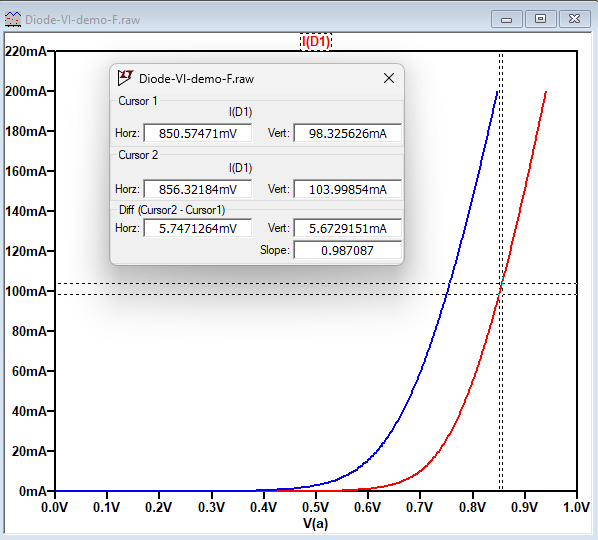 Diode-VI-demo-F.raw
I(D1)
220mA
200mA
180mA
160mA
140mA
120mA
100mA
80mA
60mA
40mA
20mA
0mA
Diode-VI-demo-F.raw
Cursor 1
I(D1)
Horz: 850.57471mV Vert: 98.325626mA
Cursor 2
I(D1)
Horz: 856.32184mV Vert: 103.99854mA
Diff (Cursor2 - Cursor1)
Horz: 5.7471264mV Vert: 5.6729151mA
Slope: 0.987087
0.0V 0.1V 0.2V 0.3V 0.4V 0.5V 0.6V 0.7V 0.8V 0.9V 1.0V
V(a)